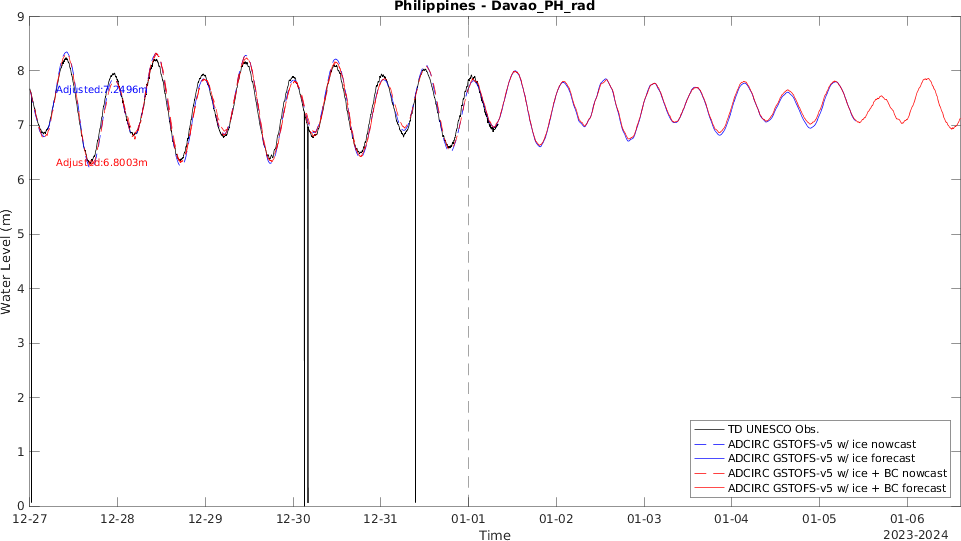 Philippines - Davao_PH_rad
9
8
7
6
5
4
3
2
1
0
Water Level (m)
Adjusted:7.2496m
Adjusted:6.8003m
TD UNESCO Obs.
ADCIRC GSTOFS-v5 w/ ice nowcast
ADCIRC GSTOFS-v5 w/ ice forecast
ADCIRC GSTOFS-v5 w/ ice + BC nowcast
ADCIRC GSTOFS-v5 w/ ice + BC forecast
12-27 12-28 12-29 12-30 12-31 01-01 01-02 01-03 01-04 01-05 01-06
Time
2023-2024